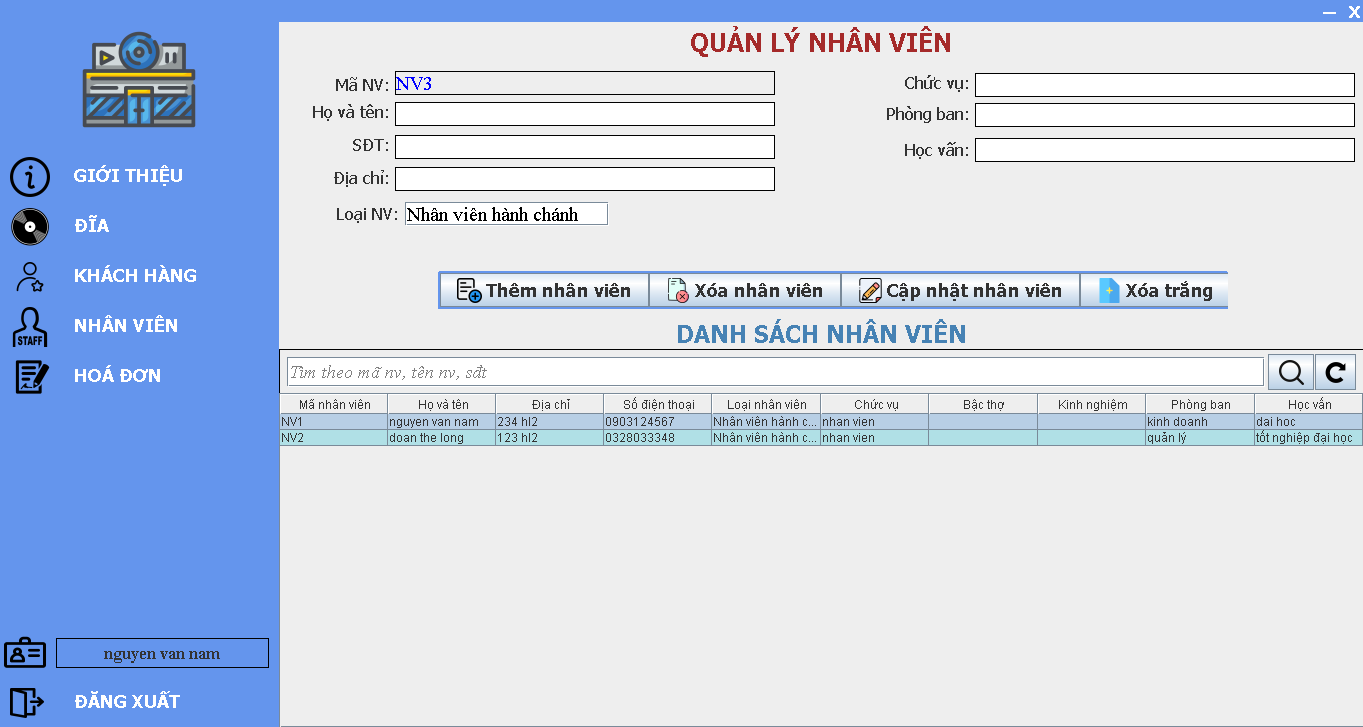 – X
QUẢN LÝ NHÂN VIÊN
Mã NV: NV3
Chức vụ:
Họ và tên:
Phòng ban:
SĐT:
Học vấn:
Địa chỉ:
Loại NV: Nhân viên hành chánh
GIỚI THIỆU
ĐĨA
KHÁCH HÀNG
STAFF NHÂN VIÊN
HOÁ ĐƠN
Thêm nhân viên Xóa nhân viên Cập nhật nhân viên Xóa trắng
DANH SÁCH NHÂN VIÊN
Tìm theo mã nv, tên nv, sđt
Mã nhân viên Họ và tên Địa chỉ Số điện thoại Loại nhân viên Chức vụ Bậc thợ Kinh nghiệm Phòng ban Học vấn
NV1 nguyen van nam 234 hl2 0903124567 Nhân viên hành c... nhan vien kinh doanh dai hoc
NV2 doan the long 123 hl2 0328033348 Nhân viên hành c... nhan vien quản lý tốt nghiệp đại học
nguyen van nam
ĐĂNG XUẤT